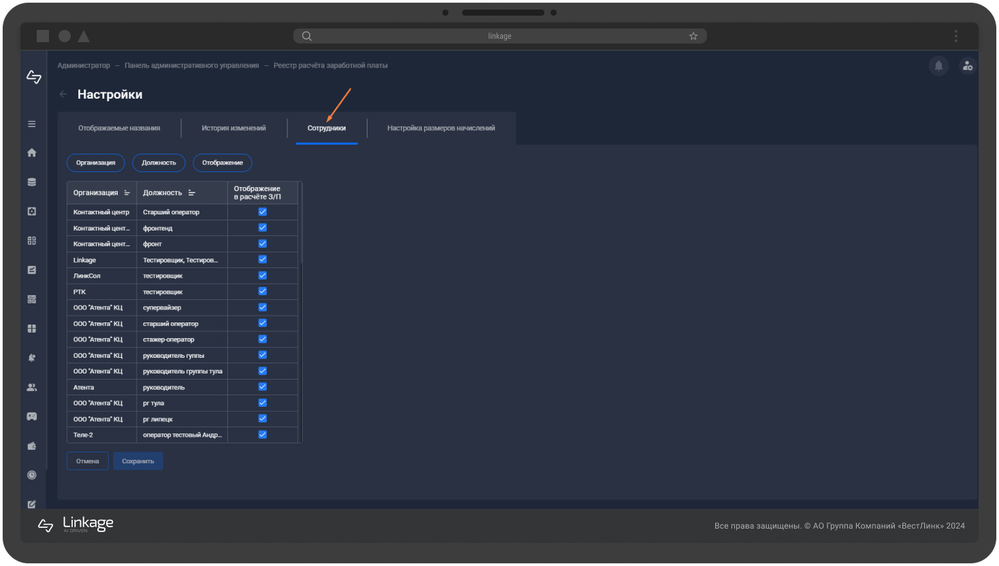 linkage
Администратор – Панель административного управления – Реестр расчёта заработной платы
Настройки
Отображаемые названия
История изменений
Сотрудники
Настройка размеров начислений
Организация
Должность
Отображение
Организация Должность Отображение
в расчёте З/П
Контактный центр Старший оператор
Контактный цент... фронтенд
Контактный цент... фронт
Linkage Тестировщик, Тестиров...
ЛинкСол тестировщик
РТК тестировщик
ООО "Атента" КЦ супервайзер
ООО "Атента" КЦ старший оператор
ООО "Атента" КЦ стажер-оператор
ООО "Атента" КЦ руководитель гуппы
ООО "Атента" КЦ руководитель группы тула
Атента руководитель
ООО "Атента" КЦ рг тула
ООО "Атента" КЦ рг липецк
Теле-2 оператор тестовый Андр...
Отмена
Сохранить
Linkage
AI DRIVEN
Все права защищены. © АО Группа Компаний «ВестЛинк» 2024